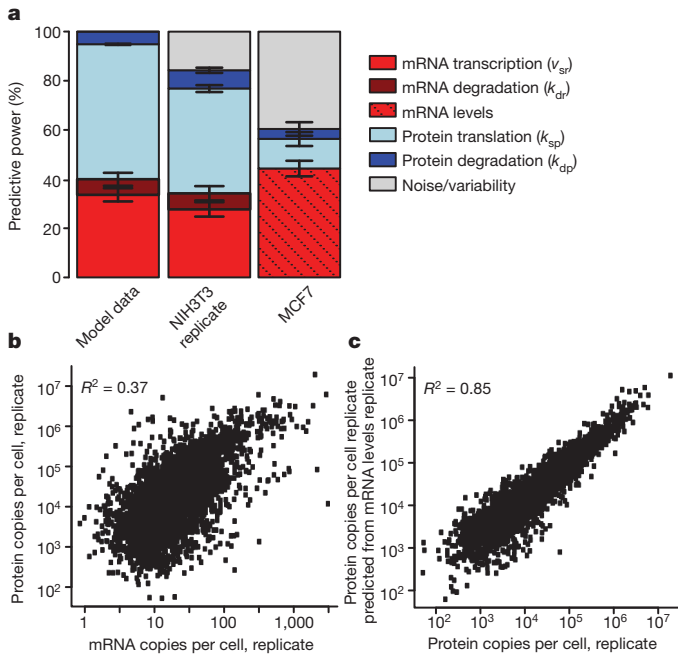 a
Predictive power (%)
100
80
60
40
20
0
Model data
NIH3T3
replicate
MCF7
mRNA transcription (vsr)
mRNA degradation (kdr)
mRNA levels
Protein translation (ksp)
Protein degradation (kdp)
Noise/variability
b
R² = 0.37
Protein copies per cell, replicate
10⁷
10⁶
10⁵
10⁴
10³
10²
1
10
100
1,000
mRNA copies per cell, replicate
c
R² = 0.85
Protein copies per cell replicate
predicted from mRNA levels replicate
10⁷
10⁶
10⁵
10⁴
10³
10²
10²
10³
10⁴
10⁵
10⁶
10⁷
Protein copies per cell, replicate